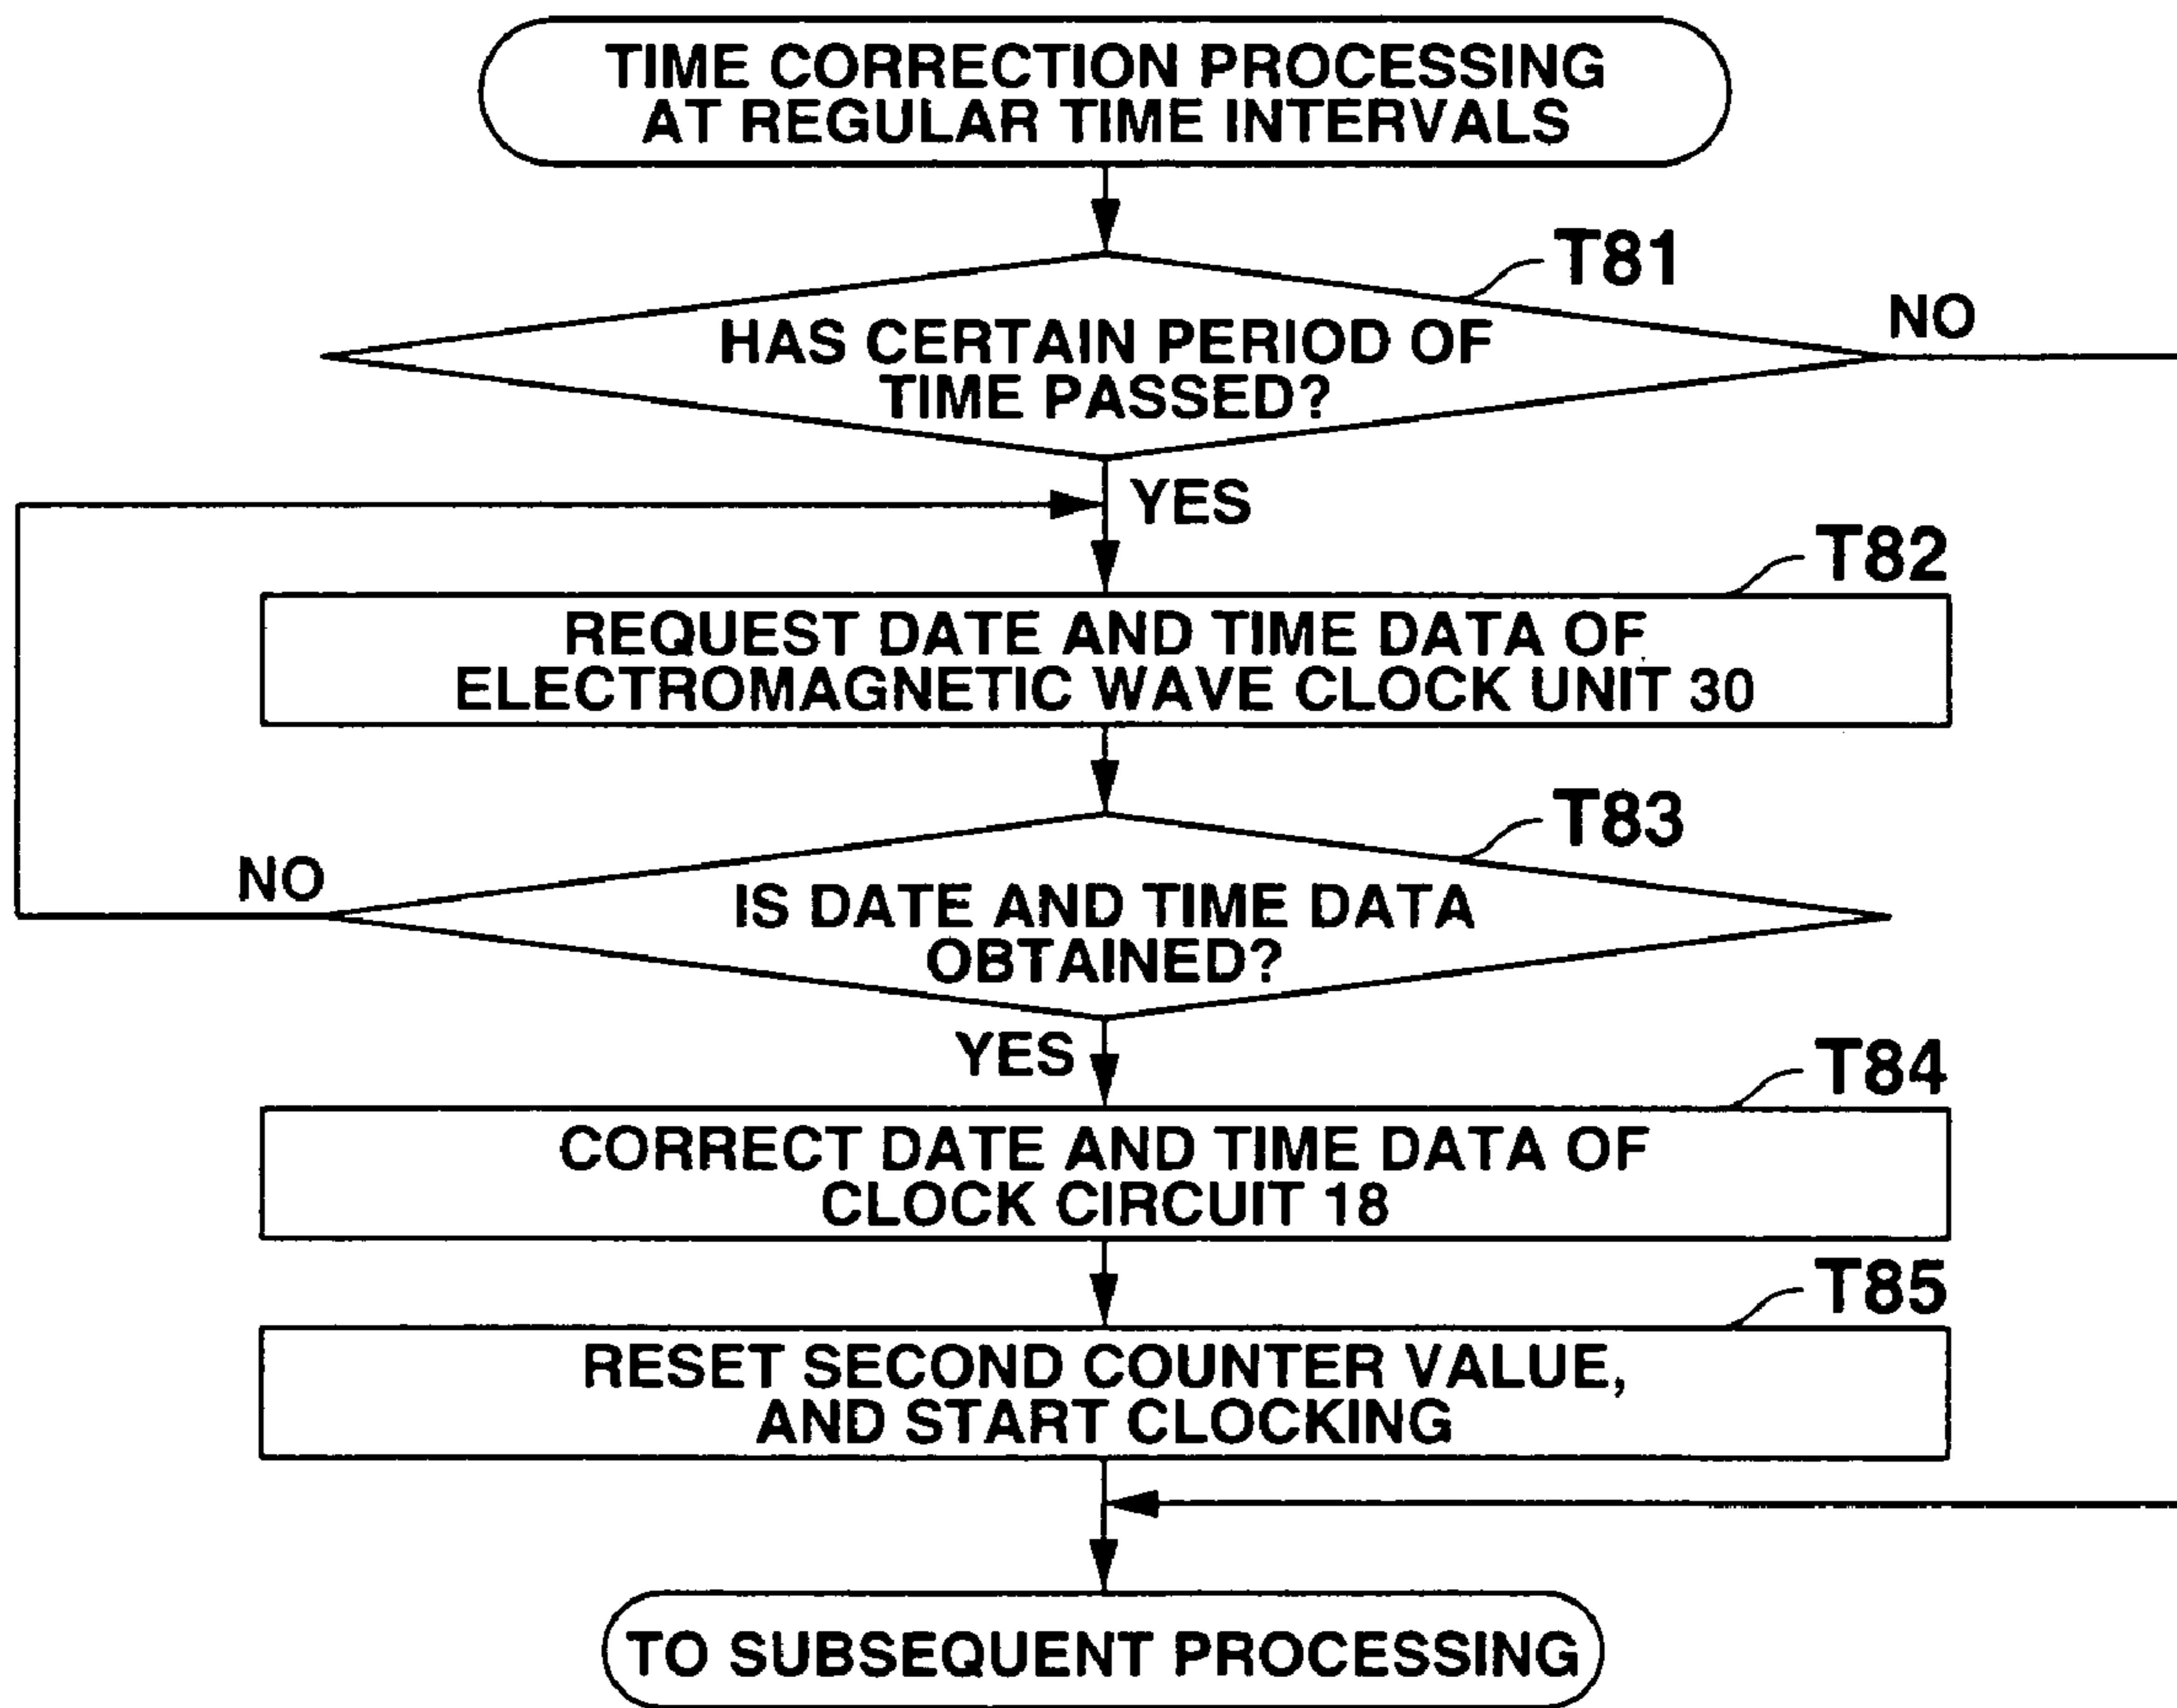 TIME CORRECTION PROCESSING
AT REGULAR TIME INTERVALS
T81
HAS CERTAIN PERIOD OF
TIME PASSED?
NO
YES
T82
REQUEST DATE AND TIME DATA OF
ELECTROMAGNETIC WAVE CLOCK UNIT 30
T83
NO
IS DATE AND TIME DATA
OBTAINED?
YES
T84
CORRECT DATE AND TIME DATA OF
CLOCK CIRCUIT 18
T85
RESET SECOND COUNTER VALUE,
AND START CLOCKING
TO SUBSEQUENT PROCESSING